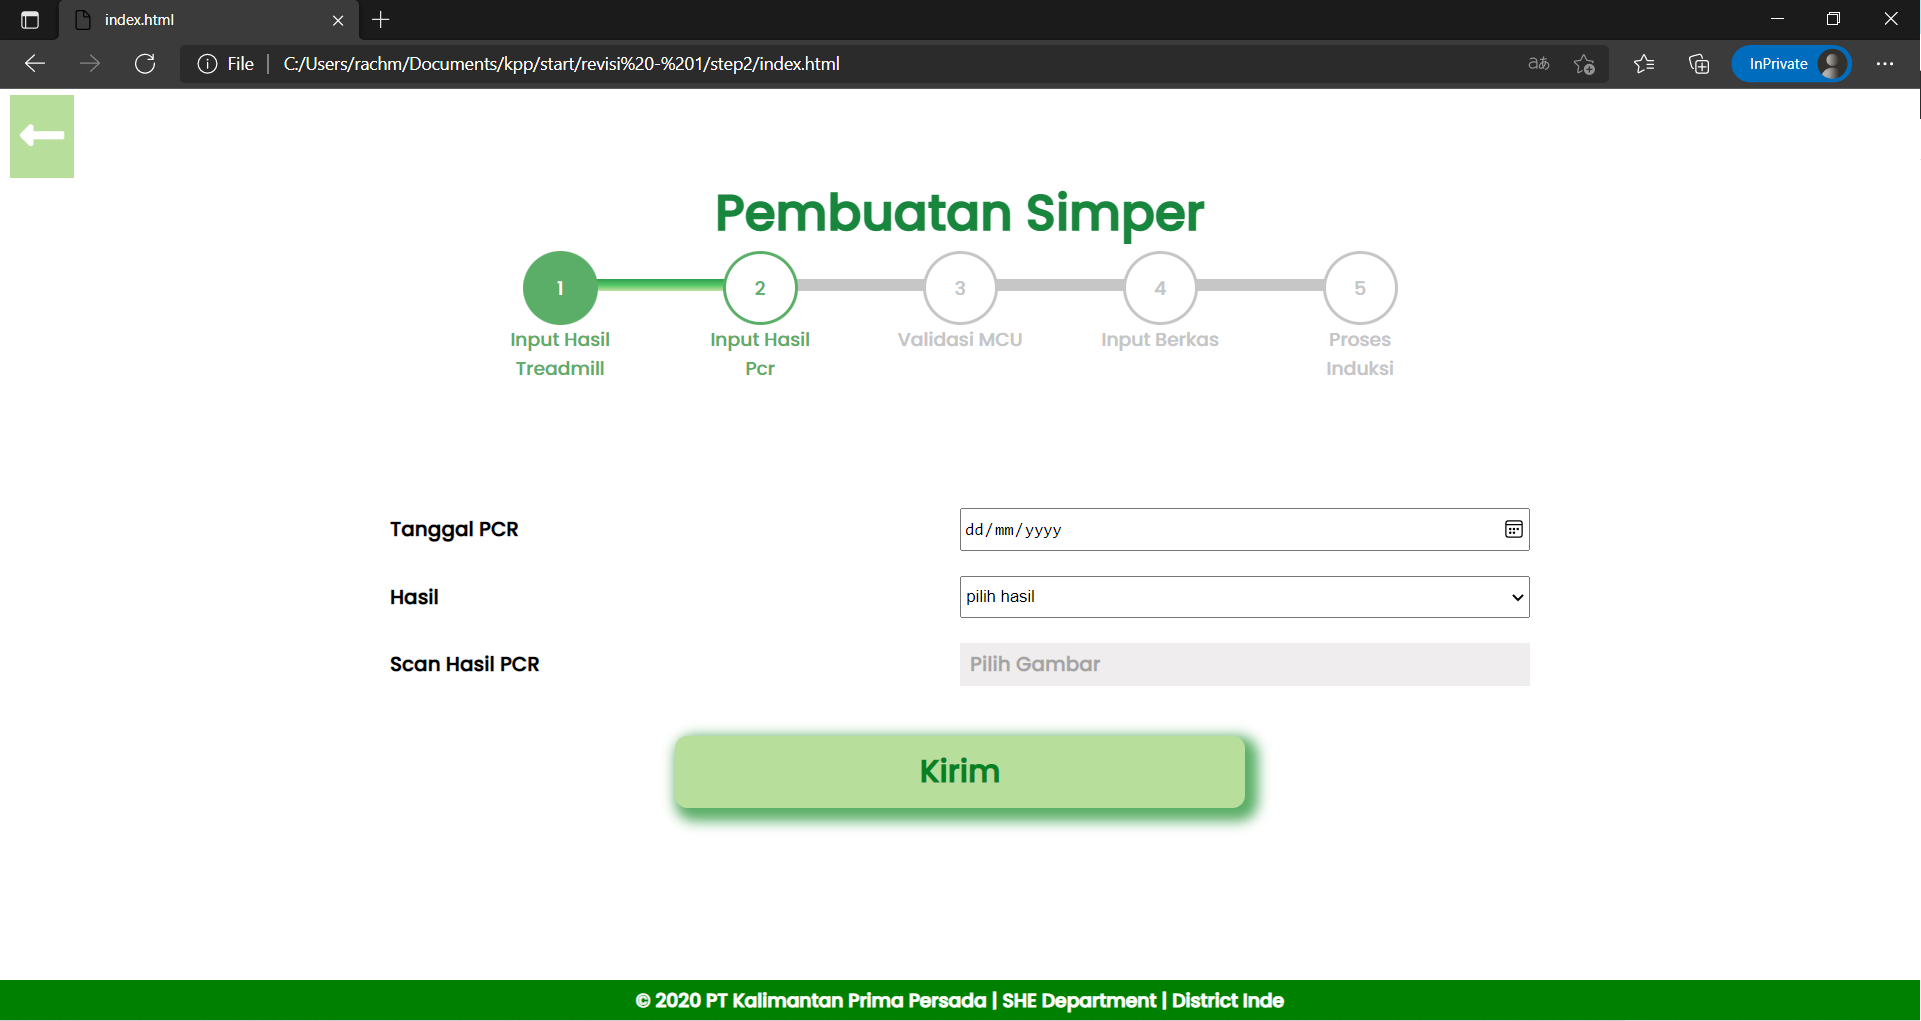 index.html
File
C:/Users/rachm/Documents/kpp/start/revisi%20-%201/step2/index.html
aあ
InPrivate
Pembuatan Simper
1
2
3
4
5
Input Hasil Treadmill
Input Hasil Pcr
Validasi MCU
Input Berkas
Proses Induksi
Tanggal PCR
dd/mm/yyyy
Hasil
pilih hasil
Scan Hasil PCR
Pilih Gambar
Kirim
© 2020 PT Kalimantan Prima Persada | SHE Department | District Inde